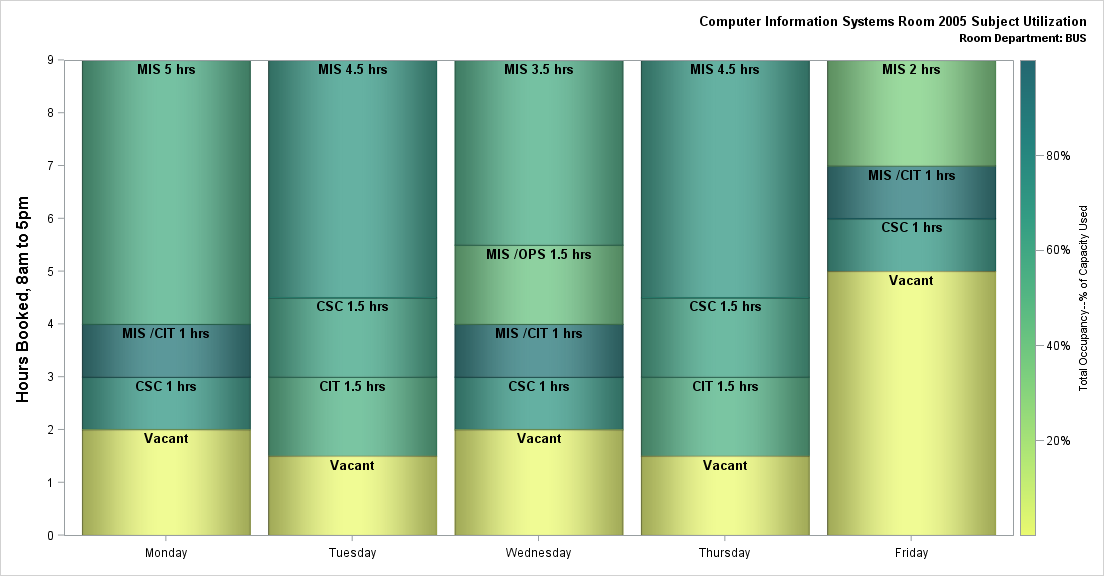 Computer Information Systems Room 2005 Subject Utilization
Room Department: BUS
Hours Booked, 8am to 5pm
9
8
7
6
5
4
3
2
1
0
MIS 5 hrs
MIS /CIT 1 hrs
CSC 1 hrs
Vacant
MIS 4.5 hrs
CSC 1.5 hrs
CIT 1.5 hrs
Vacant
MIS 3.5 hrs
MIS /OPS 1.5 hrs
MIS /CIT 1 hrs
CSC 1 hrs
Vacant
MIS 4.5 hrs
CSC 1.5 hrs
CIT 1.5 hrs
Vacant
MIS 2 hrs
MIS /CIT 1 hrs
CSC 1 hrs
Vacant
Monday
Tuesday
Wednesday
Thursday
Friday
80%
60%
40%
20%
Total Occupancy--% of Capacity Used